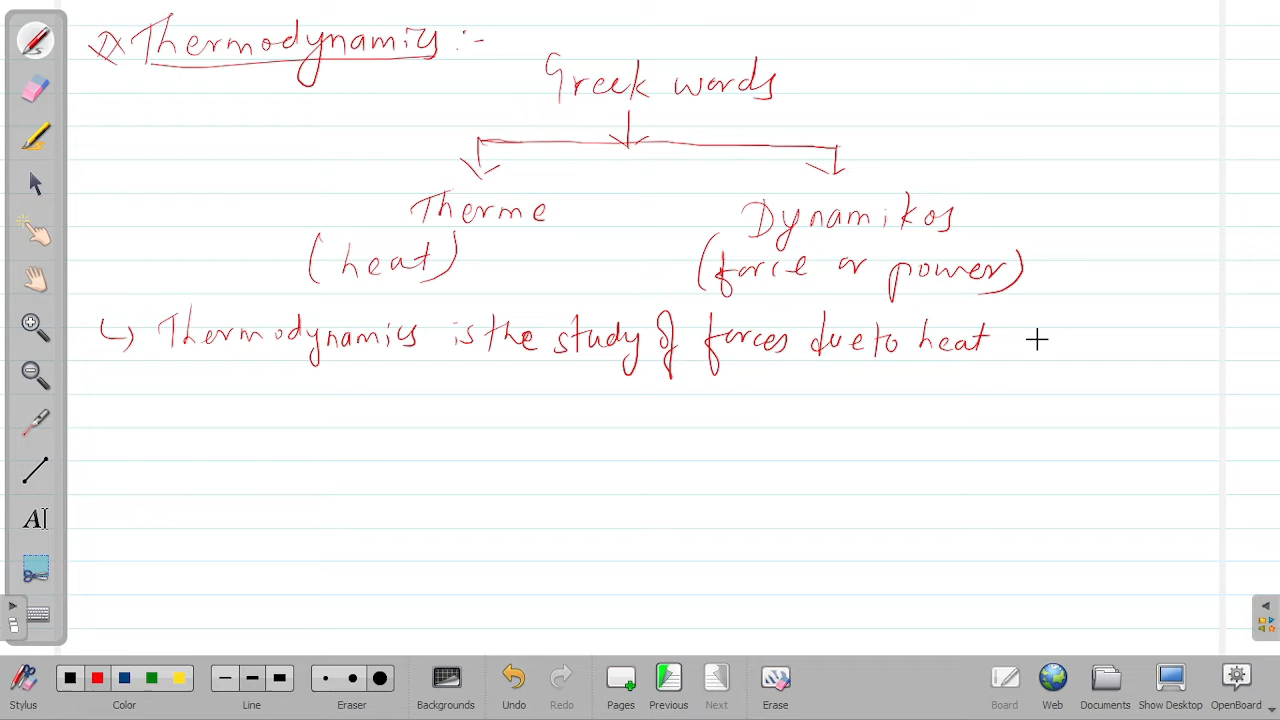 Thermodynamics :-
Greek words
Therme
Dynamikos
(heat)
(force or power)
↳ Thermodynamics is the study of forces due to heat
AI
Stylus
Color
Line
Eraser
Backgrounds
Undo
Redo
Pages
Previous
Next
Erase
Board
Web
Documents
Show Desktop
OpenBoard